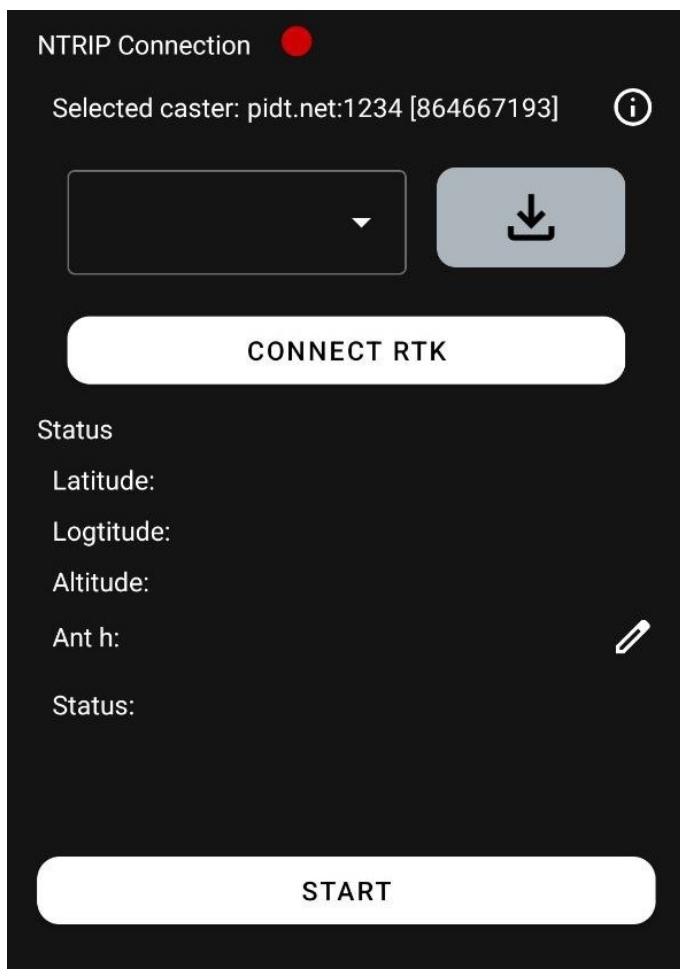 NTRIP Connection
Selected caster: pidt.net:1234 [864667193]
CONNECT RTK
Status
Latitude:
Logtitude:
Altitude:
Ant h:
Status:
START